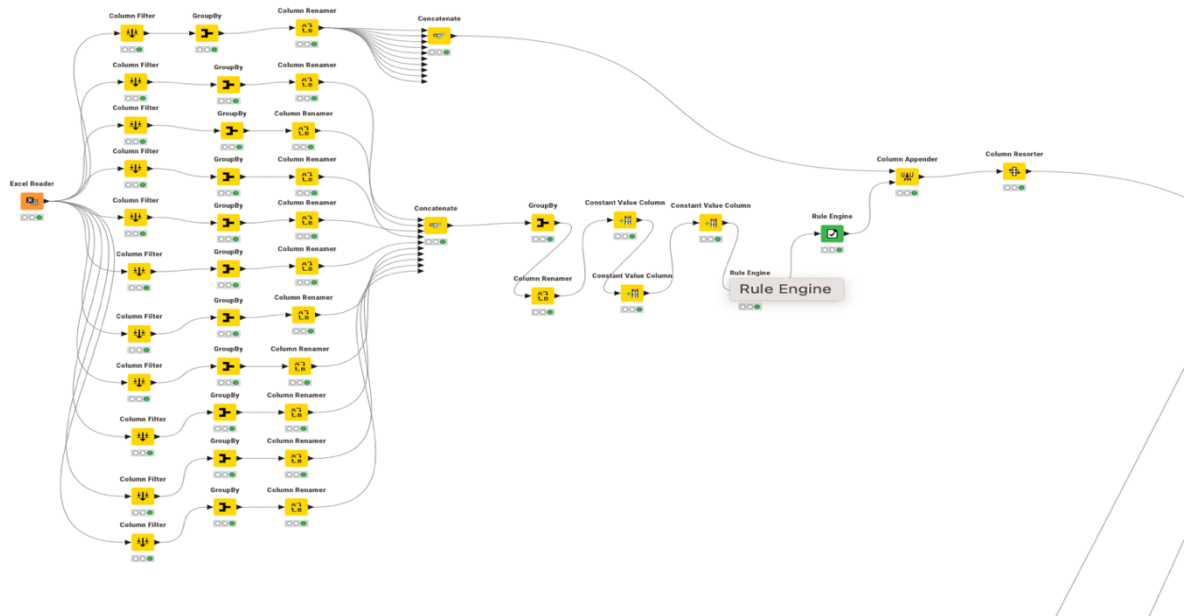 Column Filter
GroupBy
Column Renamer
Concatenate
Column Filter
GroupBy
Column Renamer
Column Filter
GroupBy
Column Renamer
Column Filter
GroupBy
Column Renamer
Column Appender
Column Resorter
Excel Reader
Column Filter
GroupBy
Column Renamer
Concatenate
GroupBy
Constant Value Column
Constant Value Column
Rule Engine
Column Filter
GroupBy
Column Renamer
Column Renamer
Constant Value Column
Rule Engine
Rule Engine
Column Filter
GroupBy
Column Renamer
Column Filter
GroupBy
Column Renamer
Column Filter
GroupBy
Column Renamer
Column Filter
GroupBy
Column Renamer
Column Filter
GroupBy
Column Renamer